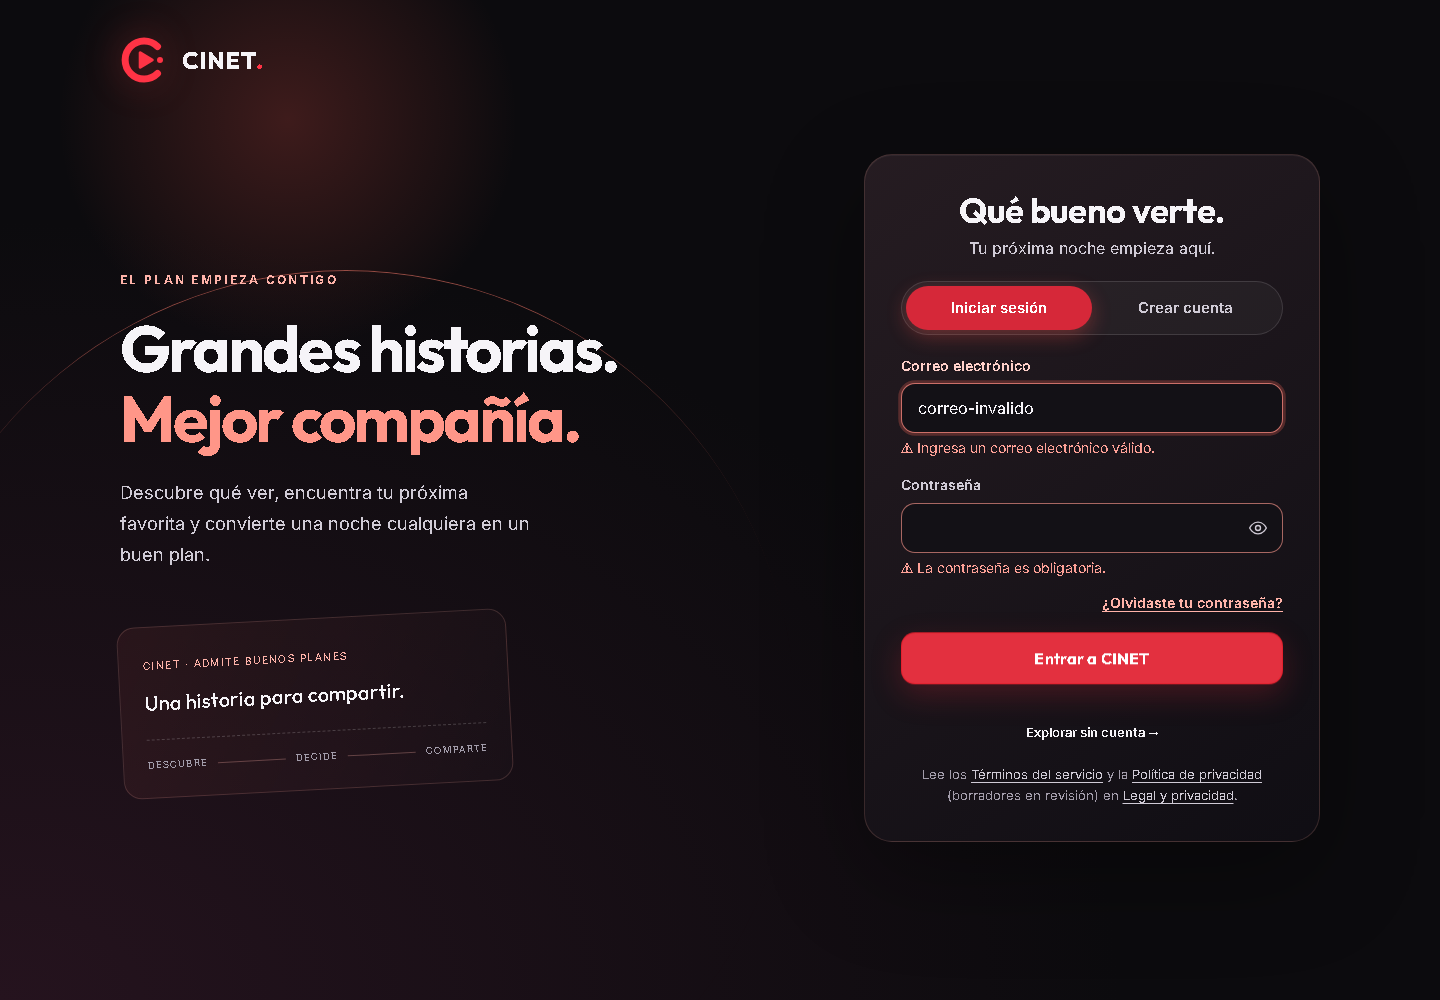 CINET.
EL PLAN EMPIEZA CONTIGO
Grandes historias.
Mejor compañía.
Descubre qué ver, encuentra tu próxima
favorita y convierte una noche cualquiera en un
buen plan.
CINET · ADMITE BUENOS PLANES
Una historia para compartir.
DESCUBRE DECIDE COMPARTE
Qué bueno verte.
Tu próxima noche empieza aquí.
Iniciar sesión Crear cuenta
Correo electrónico
correo-invalido
⚠ Ingresa un correo electrónico válido.
Contraseña
⚠ La contraseña es obligatoria.
¿Olvidaste tu contraseña?
Entrar a CINET
Explorar sin cuenta →
Lee los Términos del servicio y la Política de privacidad
(borradores en revisión) en Legal y privacidad.